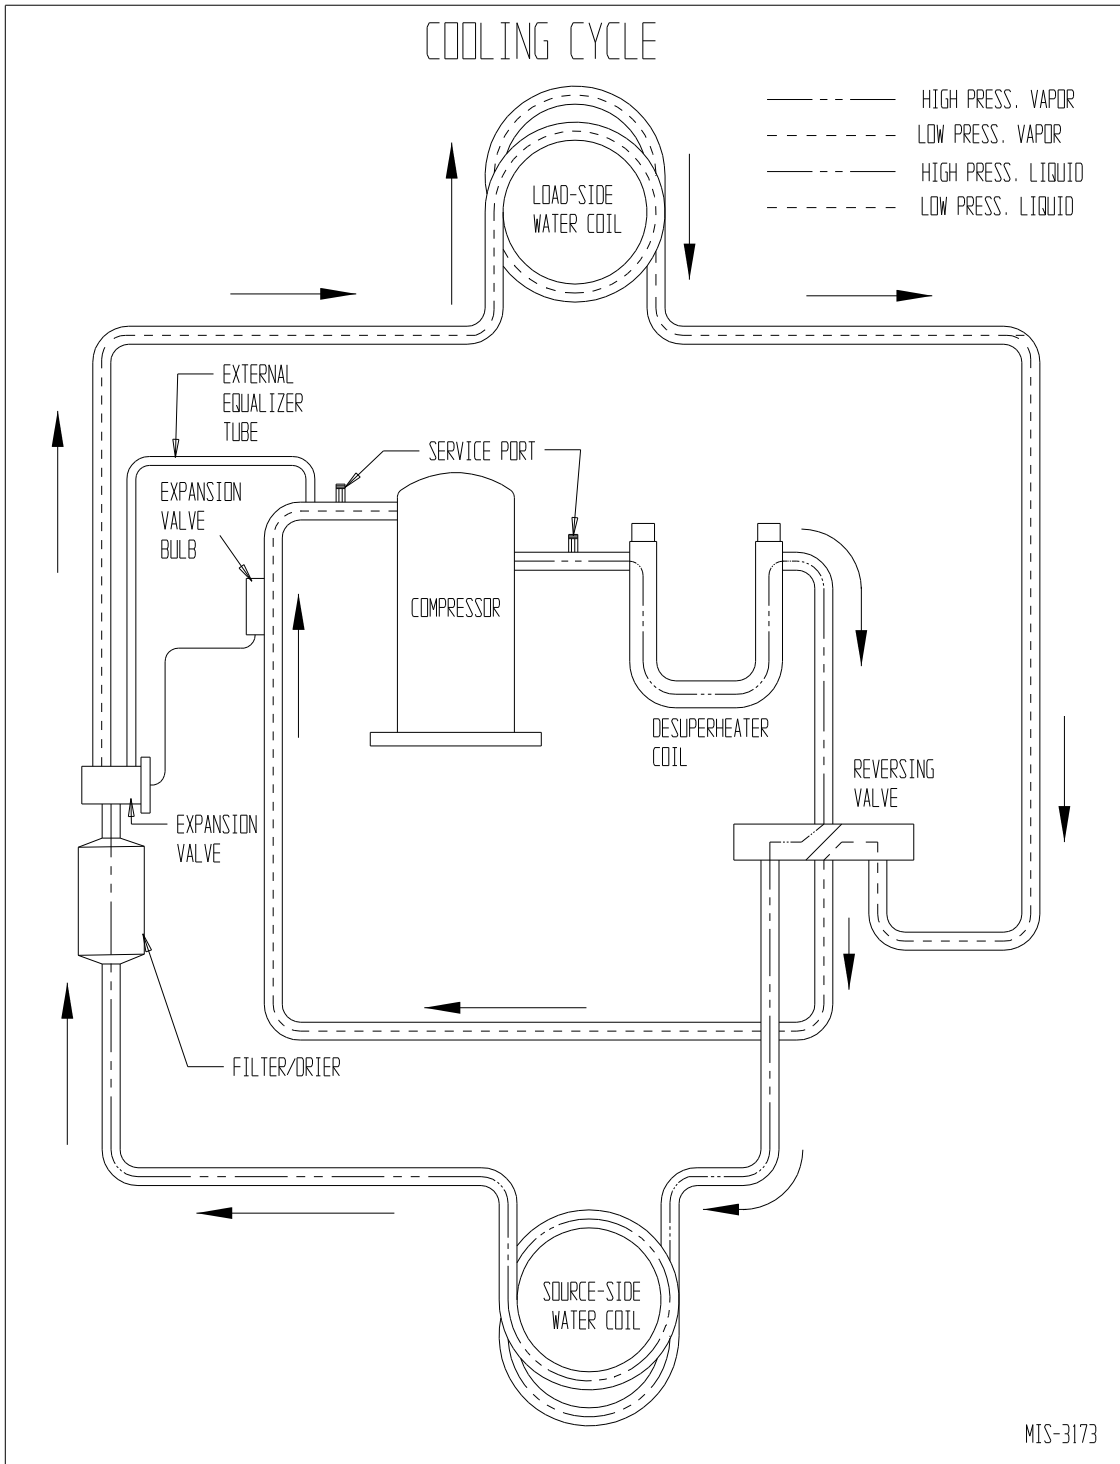 COOLING CYCLE
HIGH PRESS. VAPOR
LOW PRESS. VAPOR
HIGH PRESS. LIQUID
LOW PRESS. LIQUID
LOAD-SIDE
WATER COIL
EXTERNAL
EQUALIZER
TUBE
SERVICE PORT
EXPANSION
VALVE
BULB
COMPRESSOR
DESUPERHEATER
COIL
REVERSING
VALVE
EXPANSION
VALVE
FILTER/DRIER
SOURCE-SIDE
WATER COIL
MIS-3173